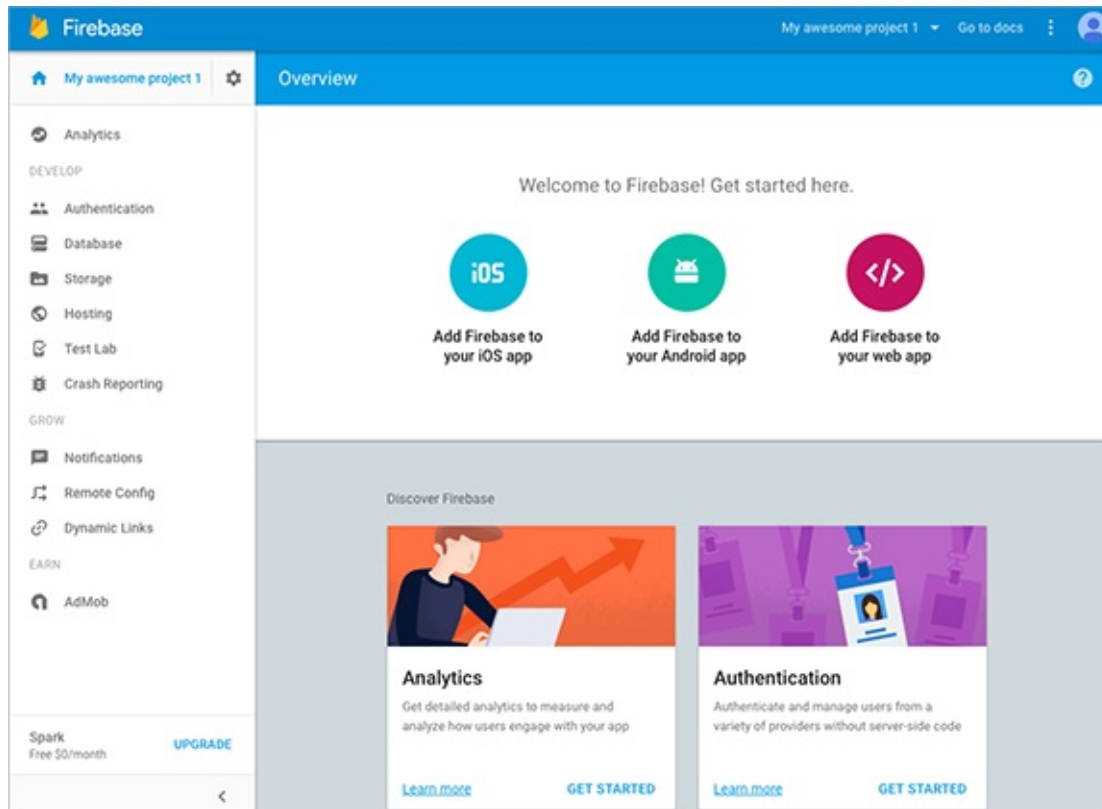 Firebase
My awesome project 1
Go to docs
My awesome project 1
Overview
Analytics
DEVELOP
Authentication
Database
Storage
Hosting
Test Lab
Crash Reporting
GROW
Notifications
Remote Config
Dynamic Links
EARN
AdMob
Spark
Free $0/month
UPGRADE
Welcome to Firebase! Get started here.
iOS
Add Firebase to
your iOS app
Add Firebase to
your Android app
</>
Add Firebase to
your web app
Discover Firebase
Analytics
Get detailed analytics to measure and
analyze how users engage with your app
Learn more
GET STARTED
Authentication
Authenticate and manage users from a
variety of providers without server-side code
Learn more
GET STARTED